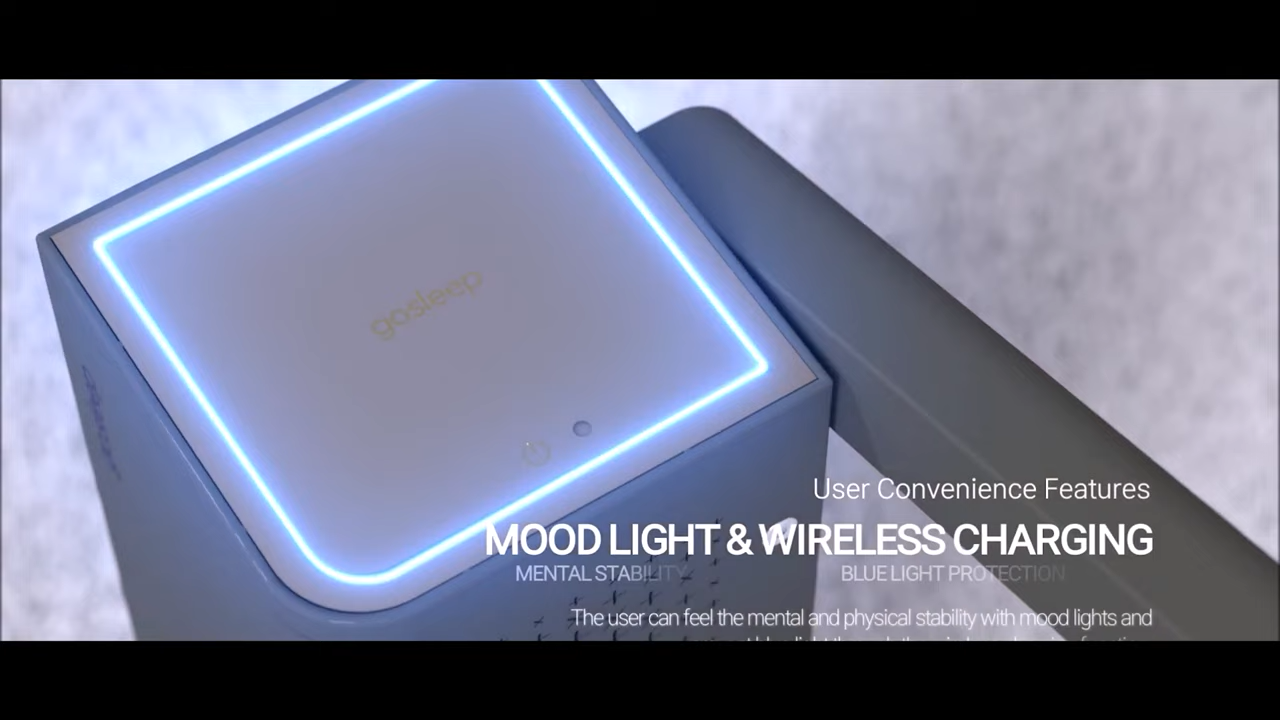 gosleep
User Convenience Features
MOOD LIGHT & WIRELESS CHARGING
MENTAL STABILITY BLUE LIGHT PROTECTION
The user can feel the mental and physical stability with mood lights and